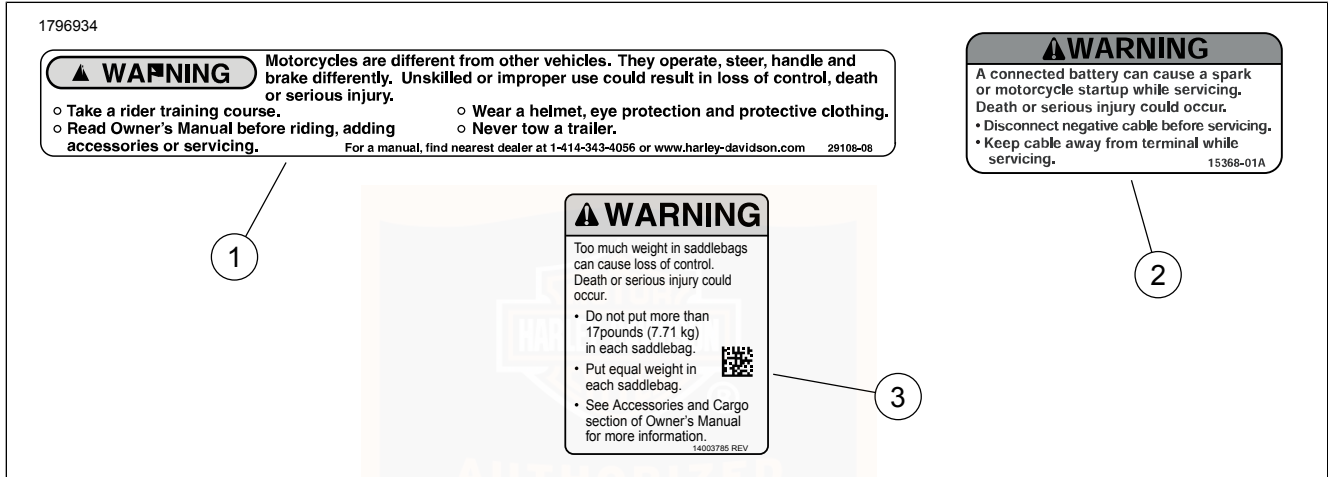 1796934
WARNING
Motorcycles are different from other vehicles. They operate, steer, handle and
brake differently. Unskilled or improper use could result in loss of control, death
or serious injury.
○ Take a rider training course.
○ Read Owner's Manual before riding, adding
accessories or servicing.
○ Wear a helmet, eye protection and protective clothing.
○ Never tow a trailer.
For a manual, find nearest dealer at 1-414-343-4056 or www.harley-davidson.com 29108-08
1
WARNING
A connected battery can cause a spark
or motorcycle startup while servicing.
Death or serious injury could occur.
• Disconnect negative cable before servicing.
• Keep cable away from terminal while
servicing. 15368-01A
2
WARNING
Too much weight in saddlebags
can cause loss of control.
Death or serious injury could
occur.
• Do not put more than
17pounds (7.71 kg)
in each saddlebag.
• Put equal weight in
each saddlebag.
• See Accessories and Cargo
section of Owner's Manual
for more information.
14003785 REV
3